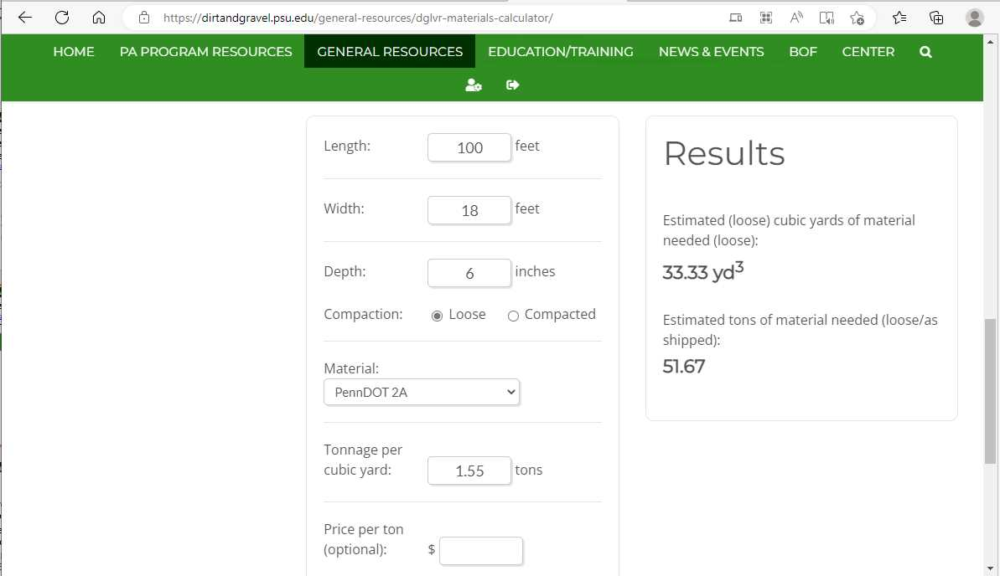 https://dirtandgravel.psu.edu/general-resources/dglvr-materials-calculator/
HOME PA PROGRAM RESOURCES GENERAL RESOURCES EDUCATION/TRAINING NEWS & EVENTS BOF CENTER
Length: 100 feet
Width: 18 feet
Depth: 6 inches
Compaction: Loose Compacted
Material:
PennDOT 2A
Tonnage per
cubic yard: 1.55 tons
Price per ton
(optional): $
Results
Estimated (loose) cubic yards of material
needed (loose):
33.33 yd³
Estimated tons of material needed (loose/as
shipped):
51.67